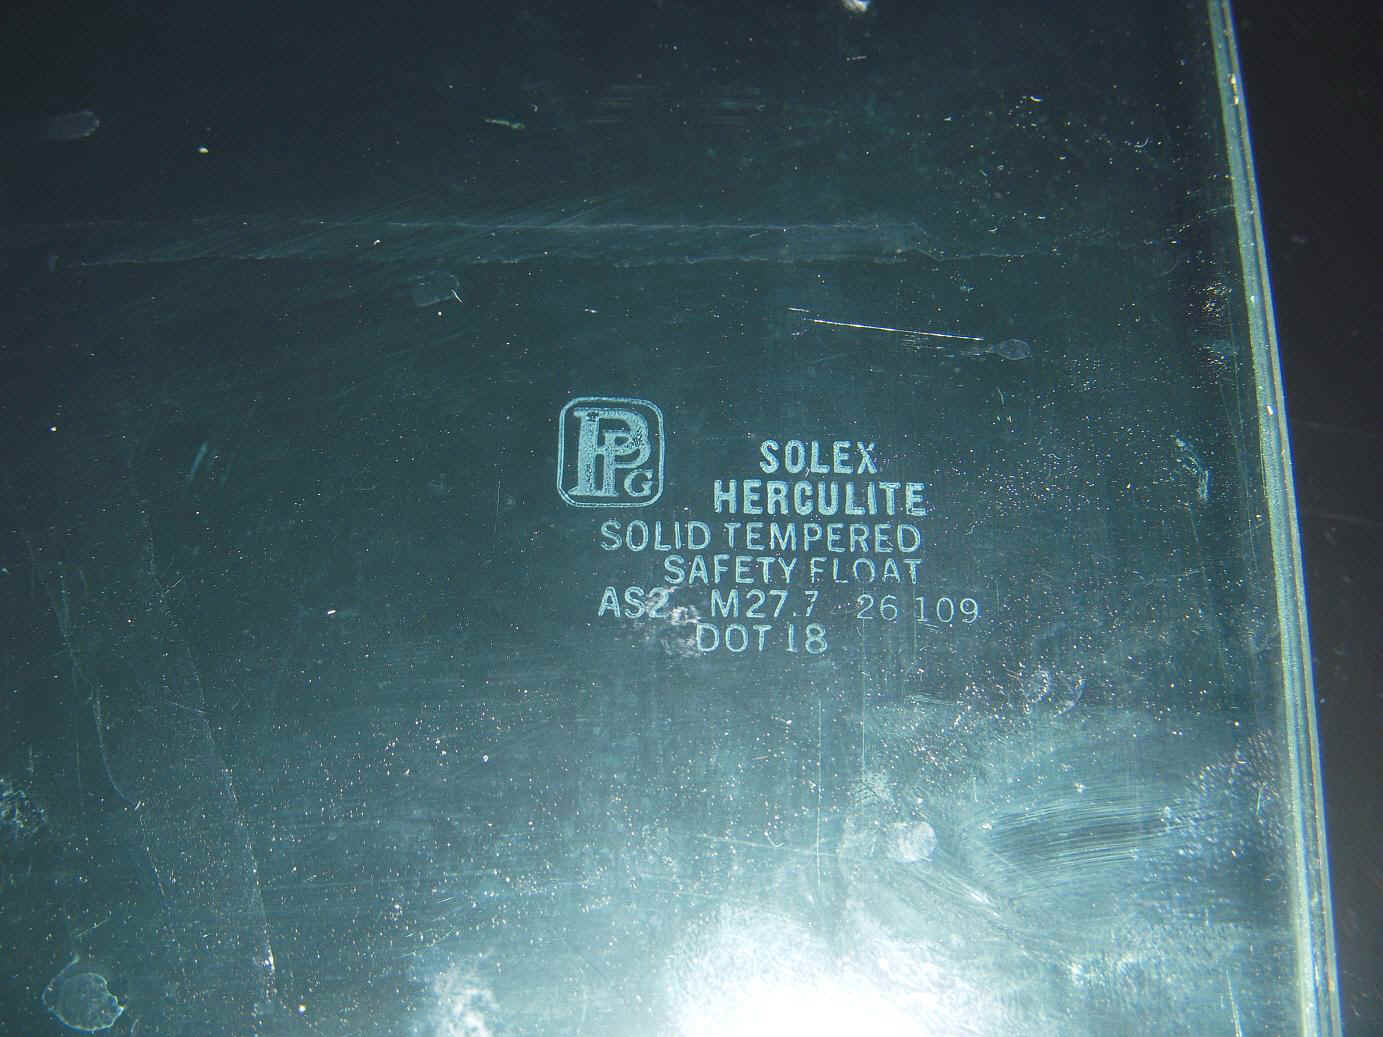 PPG
SOLEX
HERCULITE
SOLID TEMPERED
SAFETY FLOAT
AS2 M27.7 26 109
DOT 18